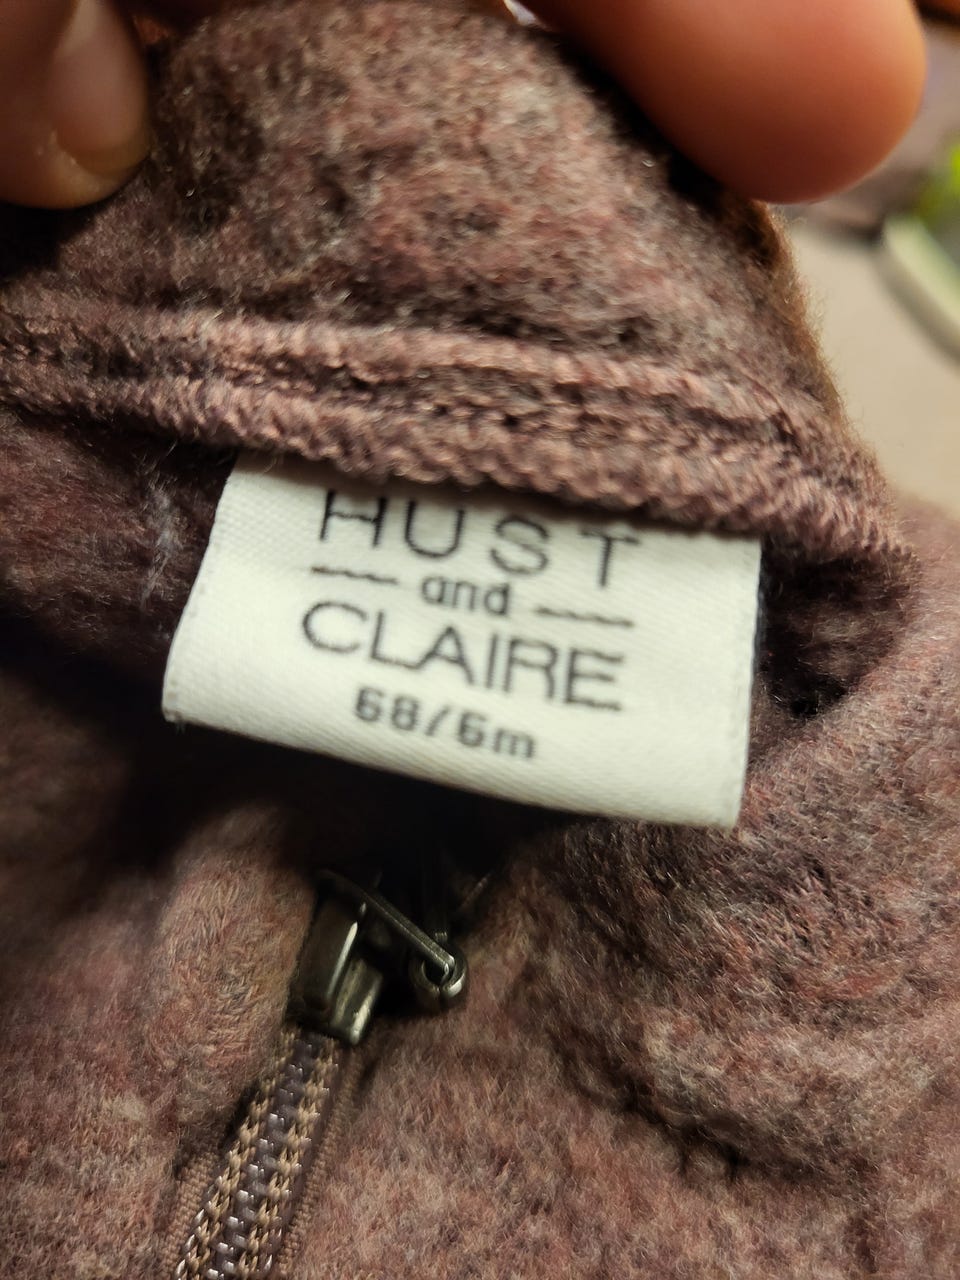 HUST
and
CLAIRE
68/6m